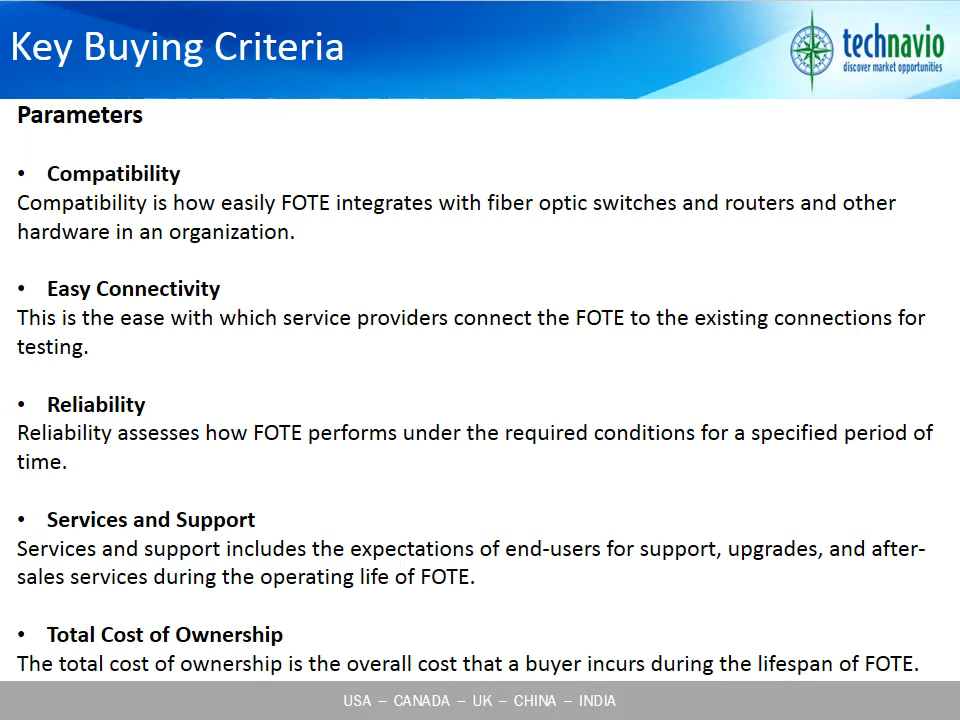 Key Buying Criteria
technavio
discover market opportunities
Parameters
• Compatibility
Compatibility is how easily FOTE integrates with fiber optic switches and routers and other
hardware in an organization.
• Easy Connectivity
This is the ease with which service providers connect the FOTE to the existing connections for
testing.
• Reliability
Reliability assesses how FOTE performs under the required conditions for a specified period of
time.
• Services and Support
Services and support includes the expectations of end-users for support, upgrades, and after-
sales services during the operating life of FOTE.
• Total Cost of Ownership
The total cost of ownership is the overall cost that a buyer incurs during the lifespan of FOTE.
USA – CANADA – UK – CHINA – INDIA